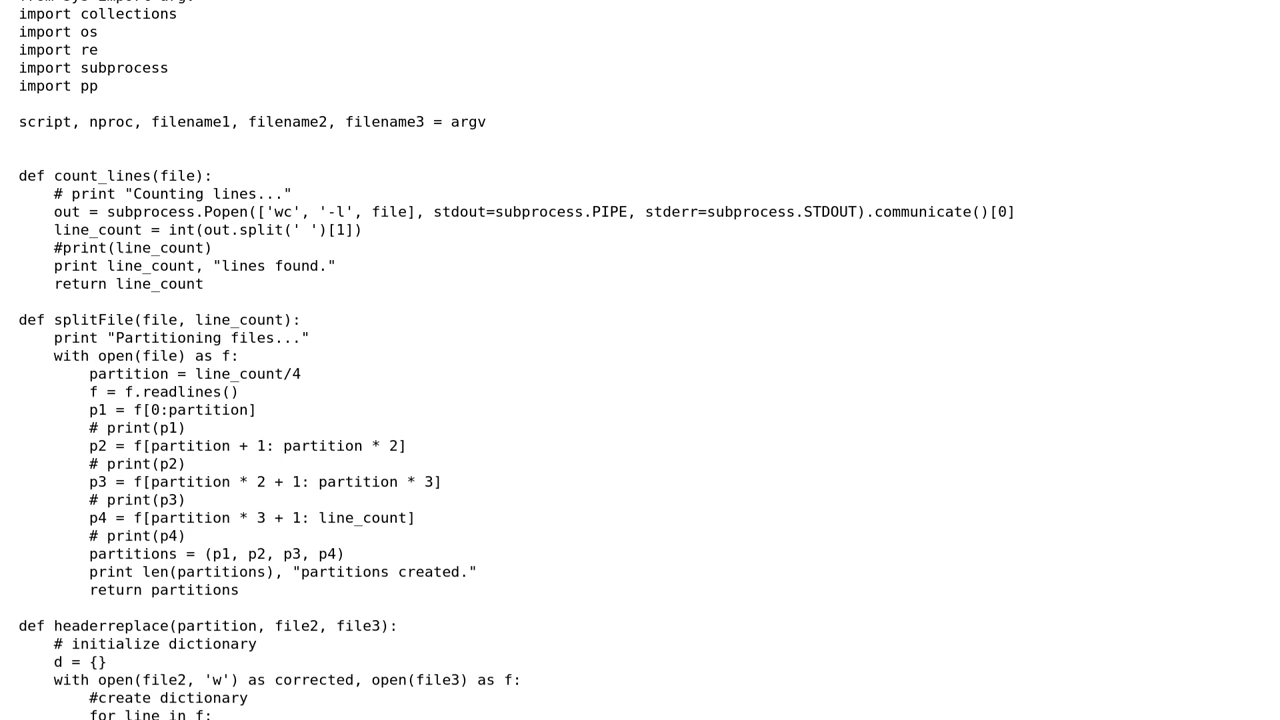 import collections
import os
import re
import subprocess
import pp

script, nproc, filename1, filename2, filename3 = argv


def count_lines(file):
    # print "Counting lines..."
    out = subprocess.Popen(['wc', '-l', file], stdout=subprocess.PIPE, stderr=subprocess.STDOUT).communicate()[0]
    line_count = int(out.split(' ')[1])
    #print(line_count)
    print line_count, "lines found."
    return line_count

def splitFile(file, line_count):
    print "Partitioning files..."
    with open(file) as f:
        partition = line_count/4
        f = f.readlines()
        p1 = f[0:partition]
        # print(p1)
        p2 = f[partition + 1: partition * 2]
        # print(p2)
        p3 = f[partition * 2 + 1: partition * 3]
        # print(p3)
        p4 = f[partition * 3 + 1: line_count]
        # print(p4)
        partitions = (p1, p2, p3, p4)
        print len(partitions), "partitions created."
        return partitions

def headerreplace(partition, file2, file3):
    # initialize dictionary
    d = {}
    with open(file2, 'w') as corrected, open(file3) as f:
        #create dictionary
        for line in f: